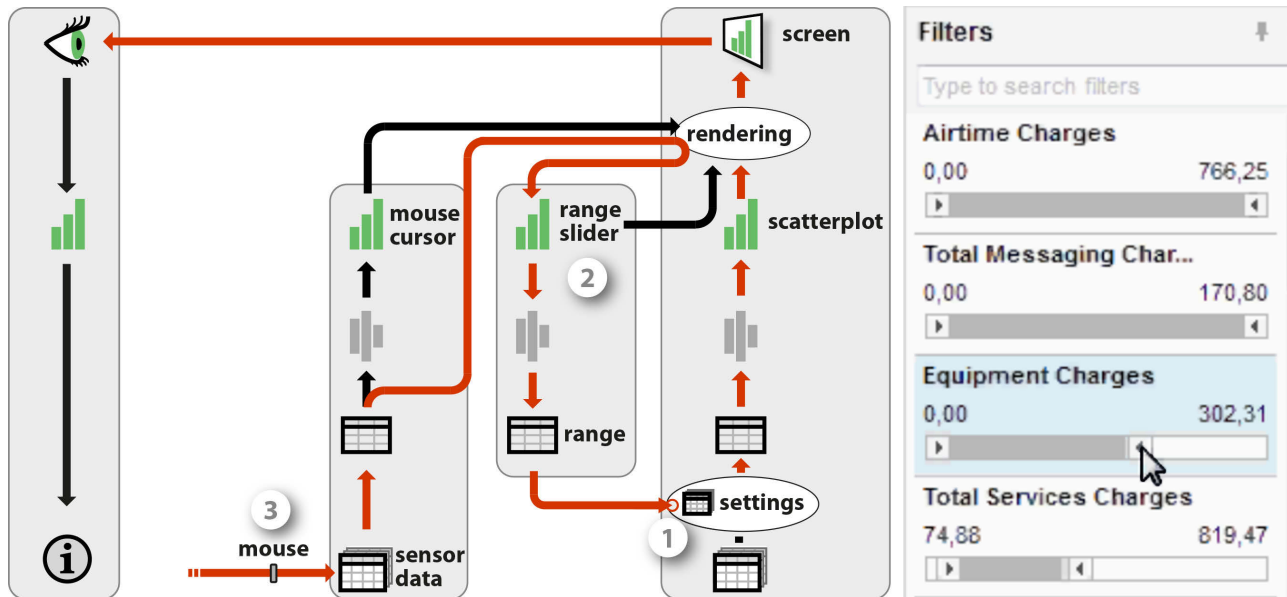 screen
rendering
mouse
cursor
range
slider
scatterplot
2
range
settings
1
3
mouse
sensor
data
Filters
Type to search filters
Airtime Charges
0,00 766,25
Total Messaging Char...
0,00 170,80
Equipment Charges
0,00 302,31
Total Services Charges
74,88 819,47